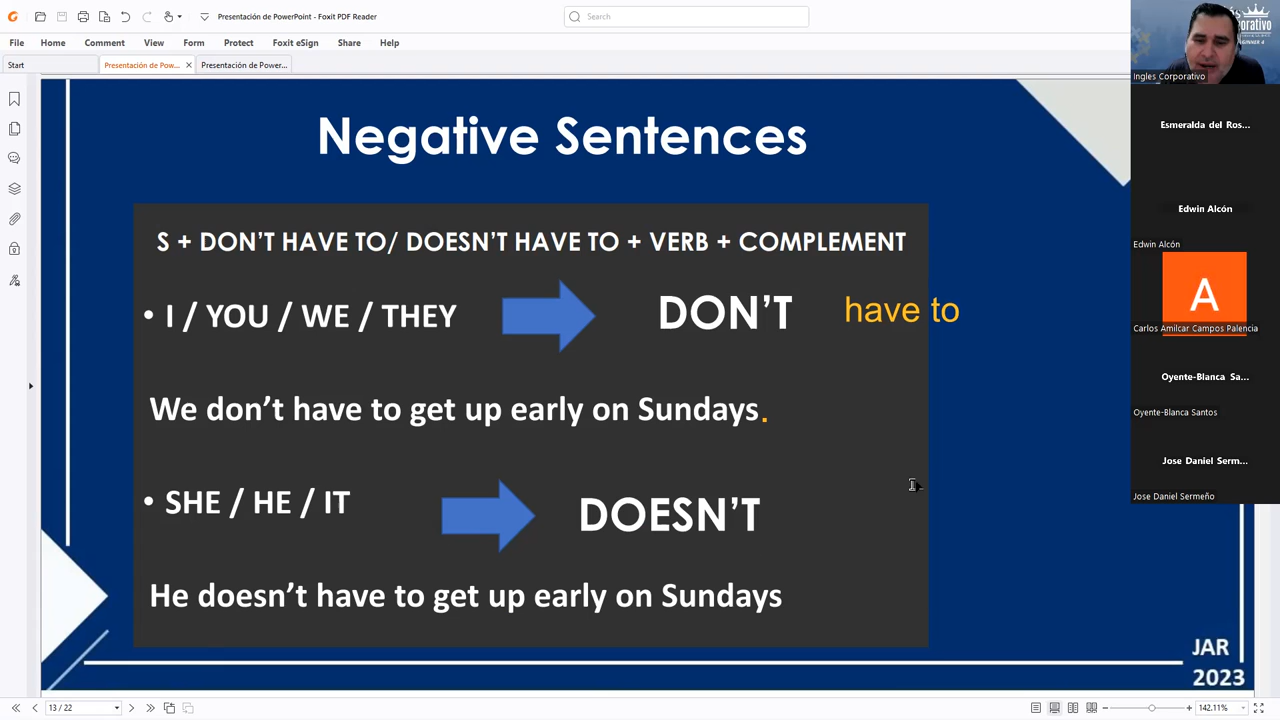 Presentación de PowerPoint - Foxit PDF Reader
Search
File Home Comment View Form Protect Foxit eSign Share Help
Start
Presentación de Pow...
Presentación de Power...
Negative Sentences
S + DON'T HAVE TO/ DOESN'T HAVE TO + VERB + COMPLEMENT
• I / YOU / WE / THEY
DON'T
have to
We don't have to get up early on Sundays.
• SHE / HE / IT
DOESN'T
He doesn't have to get up early on Sundays
JAR
2023
Ingles Corporativo
Esmeralda del Ros...
Edwin Alcón
Edwin Alcón
A
Carlos Amilcar Campos Palencia
Oyente-Blanca Sa...
Oyente-Blanca Santos
Jose Daniel Serm...
Jose Daniel Sermeño
13 / 22
142.11%